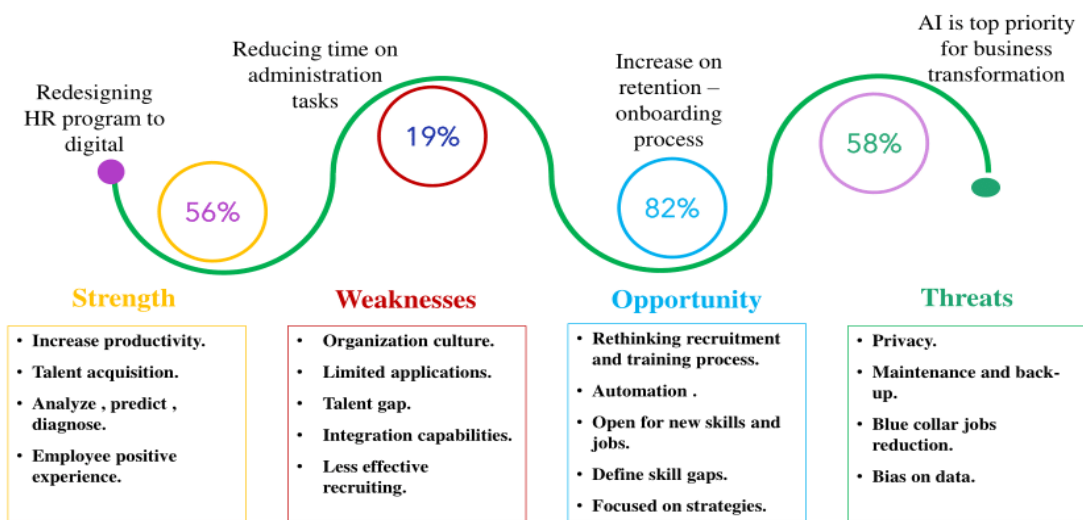 Redesigning
HR program to
digital
56%
Reducing time on
administration
tasks
19%
Increase on
retention –
onboarding
process
82%
AI is top priority
for business
transformation
58%
Strength
• Increase productivity.
• Talent acquisition.
• Analyze , predict ,
diagnose.
• Employee positive
experience.
Weaknesses
• Organization culture.
• Limited applications.
• Talent gap.
• Integration capabilities.
• Less effective
recruiting.
Opportunity
• Rethinking recruitment
and training process.
• Automation .
• Open for new skills and
jobs.
• Define skill gaps.
• Focused on strategies.
Threats
• Privacy.
• Maintenance and back-
up.
• Blue collar jobs
reduction.
• Bias on data.